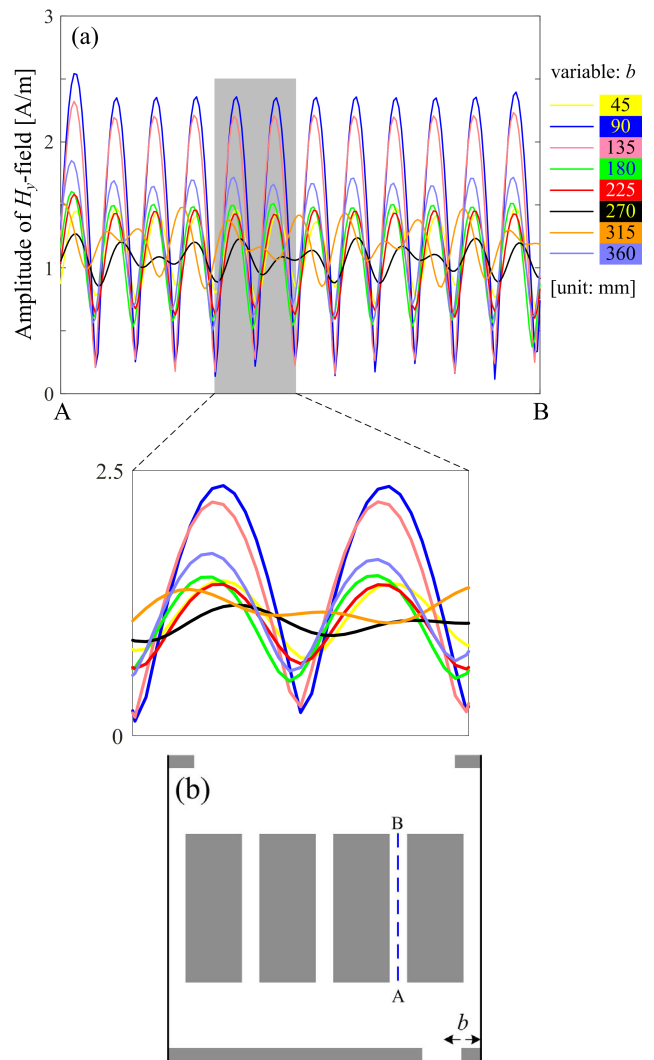 3
(a)
variable: b
Amplitude of Hy-field [A/m]
45
90
2
135
180
225
270
1
315
360
[unit: mm]
0
A
B
2.5
0
(b)
B
A
b